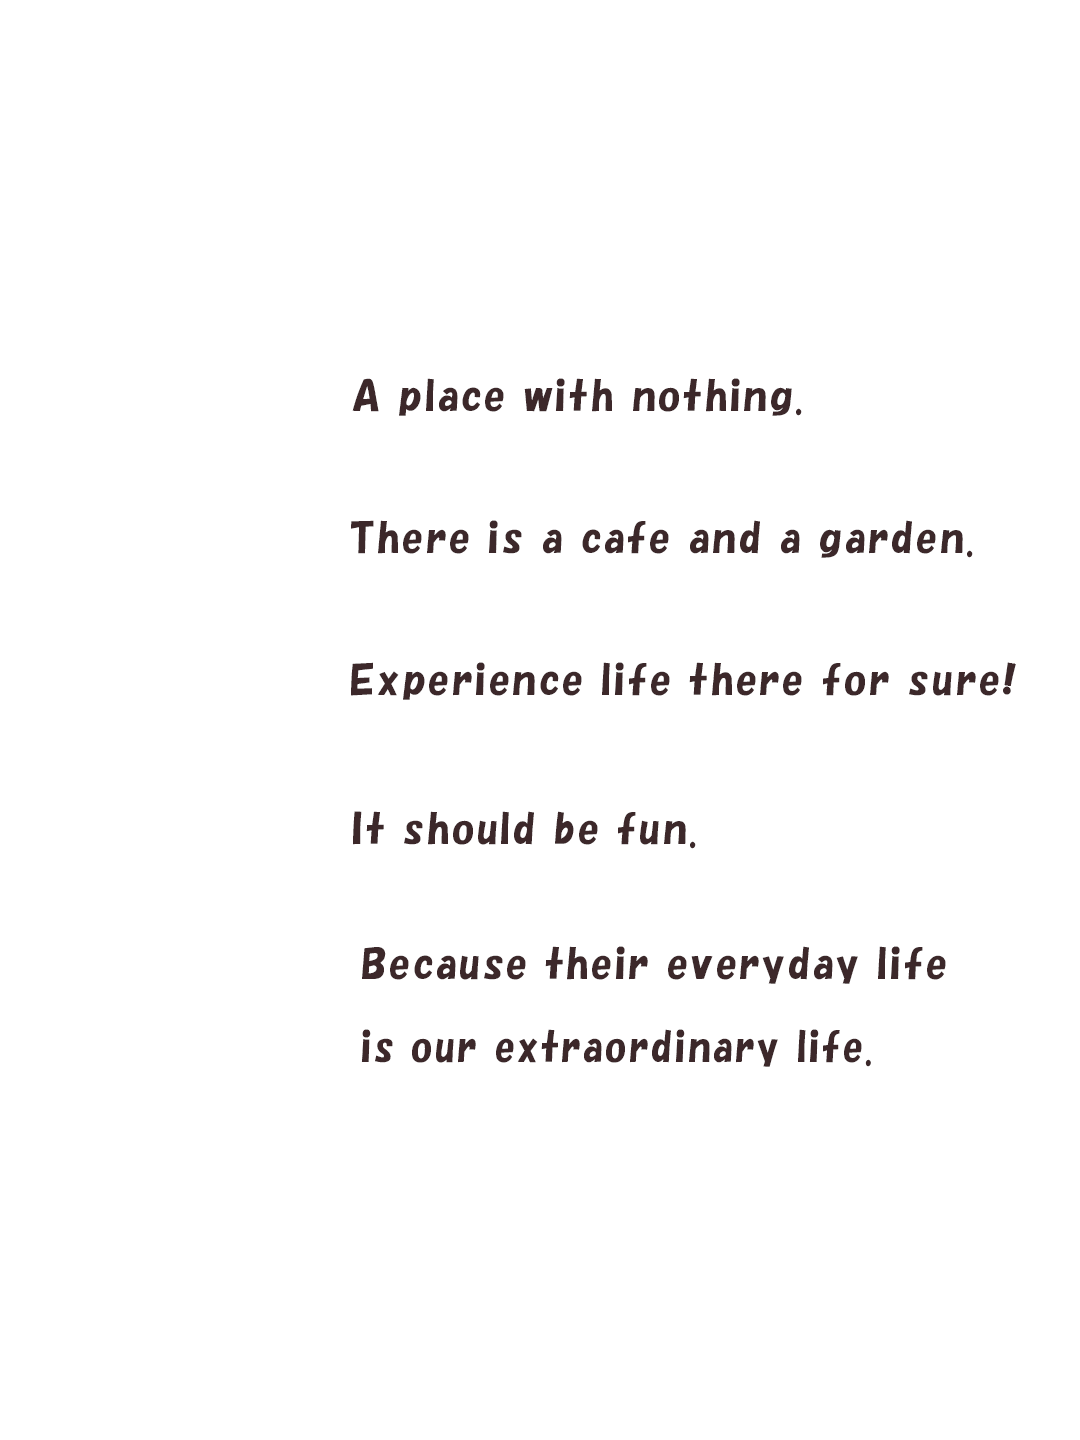 A place with nothing.
There is a cafe and a garden.
Experience life there for sure!
It should be fun.
Because their everyday life
is our extraordinary life.